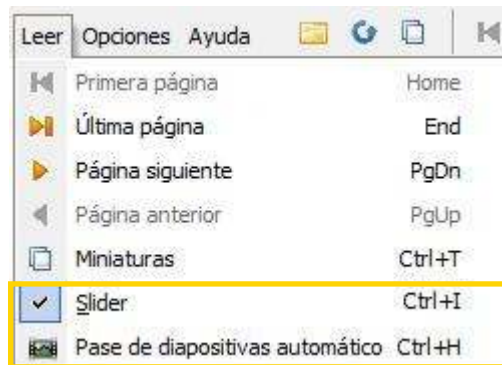 Leer Opciones Ayuda
Primera página Home
Última página End
Página siguiente PgDn
Página anterior PgUp
Miniaturas Ctrl+T
Slider Ctrl+I
Pase de diapositivas automático Ctrl+H